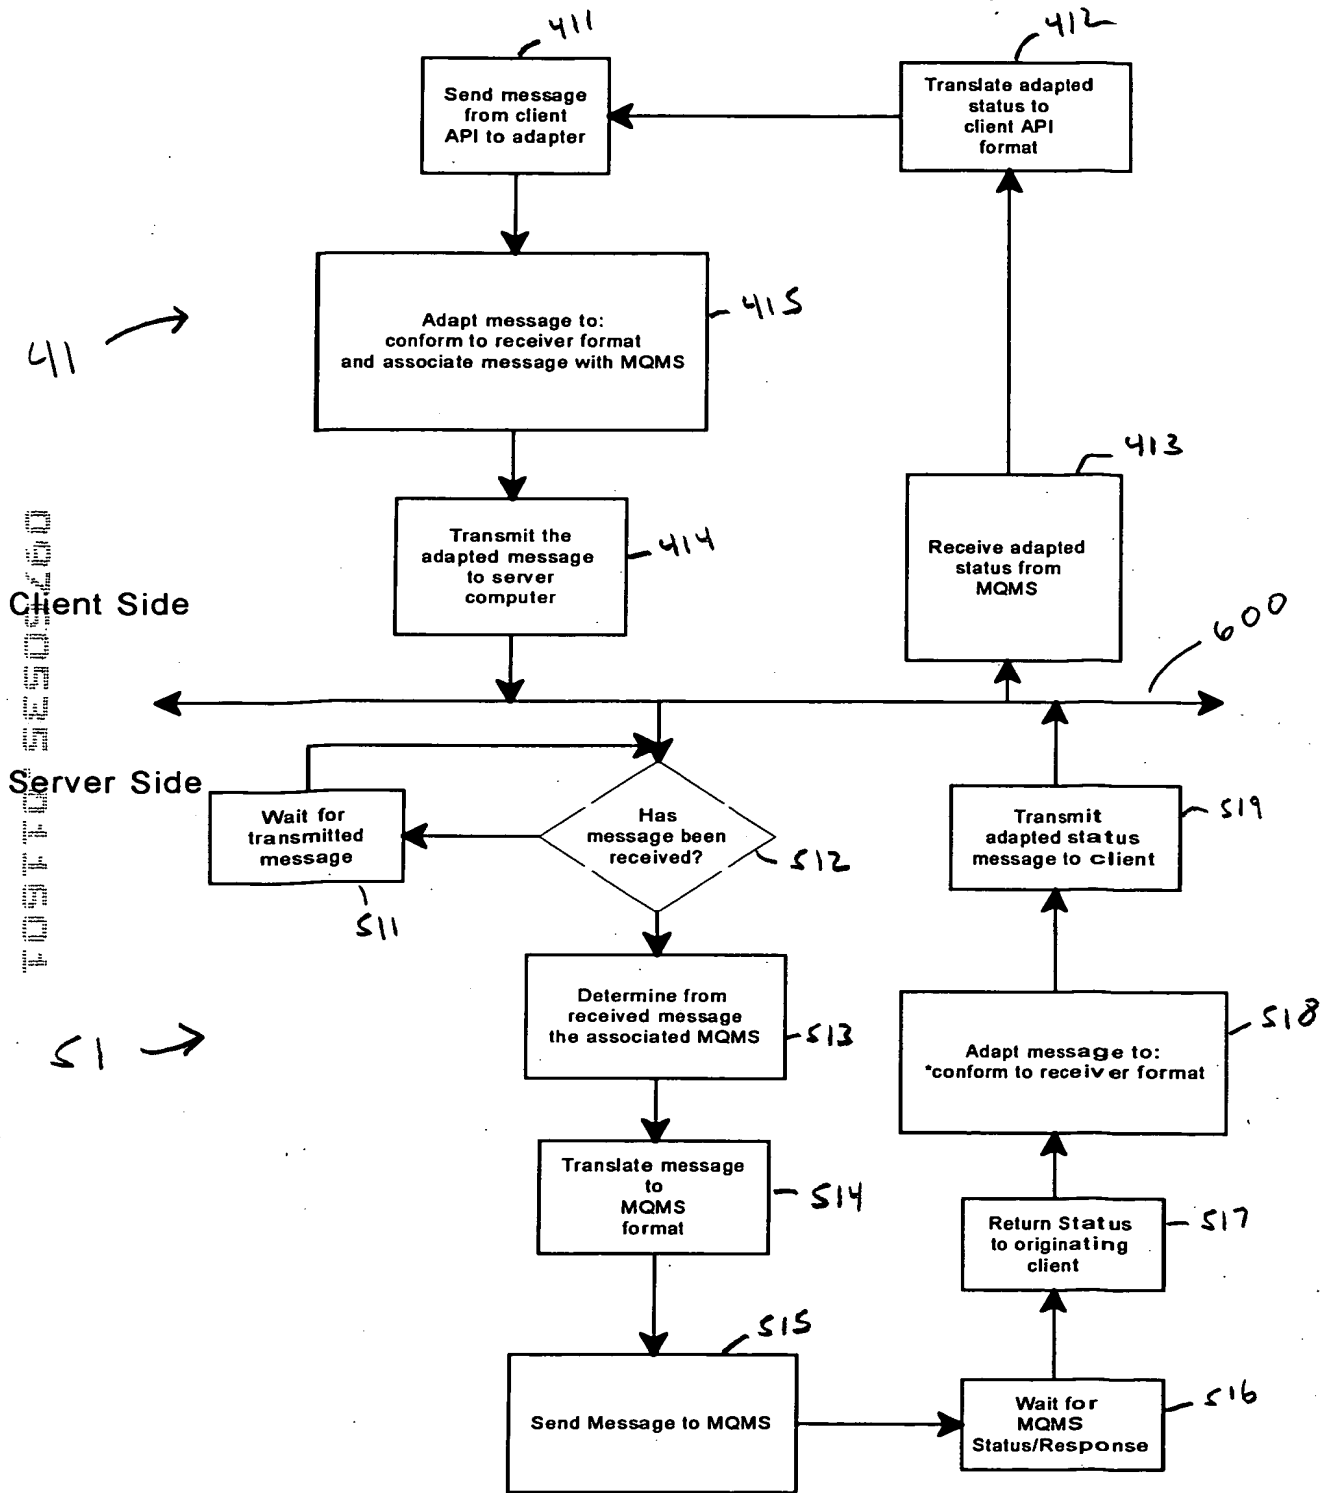 411
412
Send message
from client
API to adapter
Translate adapted
status to
client API
format
41
Adapt message to:
conform to receiver format
and associate message with MQMS
415
413
Transmit the
adapted message
to server
computer
414
Receive adapted
status from
MQMS
Client Side
600
Server Side
Wait for
transmitted
message
511
Has
message been
received?
512
Transmit
adapted status
message to client
519
Determine from
received message
the associated MQMS
513
51
Adapt message to:
*conform to receiver format
518
Translate message
to
MQMS
format
514
Return Status
to originating
client
517
515
Send Message to MQMS
Wait for
MQMS
Status/Response
516